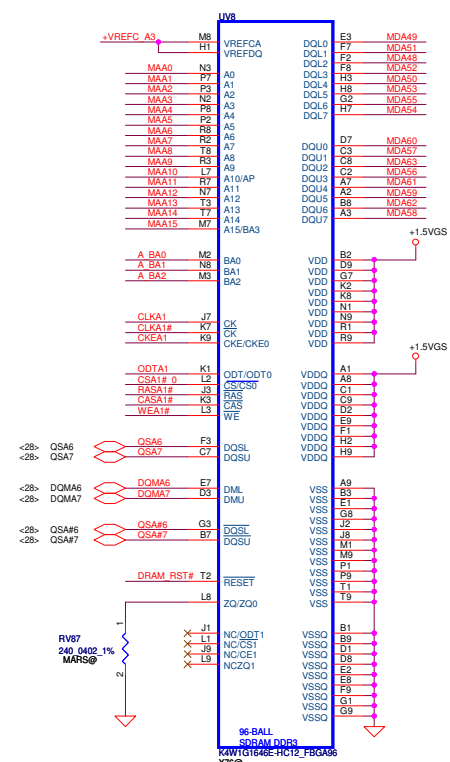 UV8
+VREFC_A3 M8 VREFCA DQL0 E3 MDA49
H1 VREFDQ DQL1 F7 MDA51
DQL2 F2 MDA48
MAA0 N3 A0 DQL3 F8 MDA52
MAA1 P7 A1 DQL4 H3 MDA50
MAA2 P3 A2 DQL5 H8 MDA53
MAA3 N2 A3 DQL6 G2 MDA55
MAA4 P8 A4 DQL7 H7 MDA54
MAA5 P2 A5
MAA6 R8 A6
MAA7 R2 A7 DQU0 D7 MDA60
MAA8 T8 A8 DQU1 C3 MDA57
MAA9 R3 A9 DQU2 C8 MDA63
MAA10 L7 A10/AP DQU3 C2 MDA56
MAA11 R7 A11 DQU4 A7 MDA61
MAA12 N7 A12 DQU5 A2 MDA59
MAA13 T3 A13 DQU6 B8 MDA62
MAA14 T7 A14 DQU7 A3 MDA58
MAA15 M7 A15/BA3
+1.5VGS
A_BA0 M2 BA0 VDD B2
A_BA1 N8 BA1 VDD D9
A_BA2 M3 BA2 VDD G7
VDD K2
VDD K8
VDD N1
CLKA1 J7 CK VDD N9
CLKA1# K7 CK VDD R1
CKEA1 K9 CKE/CKE0 VDD R9
+1.5VGS
ODTA1 K1 ODT/ODT0 VDDQ A1
CSA1#_0 L2 CS/CS0 VDDQ A8
RASA1# J3 RAS VDDQ C1
CASA1# K3 CAS VDDQ C9
WEA1# L3 WE VDDQ D2
VDDQ E9
VDDQ F1
<28> QSA6 QSA6 F3 DQSL VDDQ H2
<28> QSA7 QSA7 C7 DQSU VDDQ H9
<28> DQMA6 DQMA6 E7 DML VSS A9
<28> DQMA7 DQMA7 D3 DMU VSS B3
VSS E1
VSS G8
<28> QSA#6 QSA#6 G3 DQSL VSS J2
<28> QSA#7 QSA#7 B7 DQSU VSS J8
VSS M1
VSS M9
VSS P1
DRAM_RST# T2 RESET VSS P9
VSS T1
L8 ZQ/ZQ0 VSS T9
J1 NC/ODT1 VSSQ B1
L1 NC/CS1 VSSQ B9
J9 NC/CE1 VSSQ D1
L9 NCZQ1 VSSQ D8
VSSQ E2
VSSQ E8
VSSQ F9
VSSQ G1
VSSQ G9
1
RV87
240_0402_1%
MARS@
2
96-BALL
SDRAM DDR3
K4W1G1646E-HC12_FBGA96
X76@